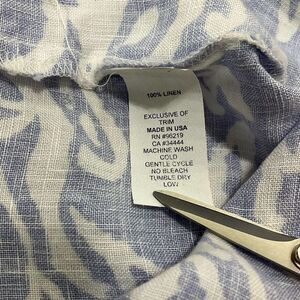 100% LINEN
EXCLUSIVE OF
TRIM
MADE IN USA
RN #96219
CA #34444
MACHINE WASH
COLD
GENTLE CYCLE
NO BLEACH
TUMBLE DRY
LOW